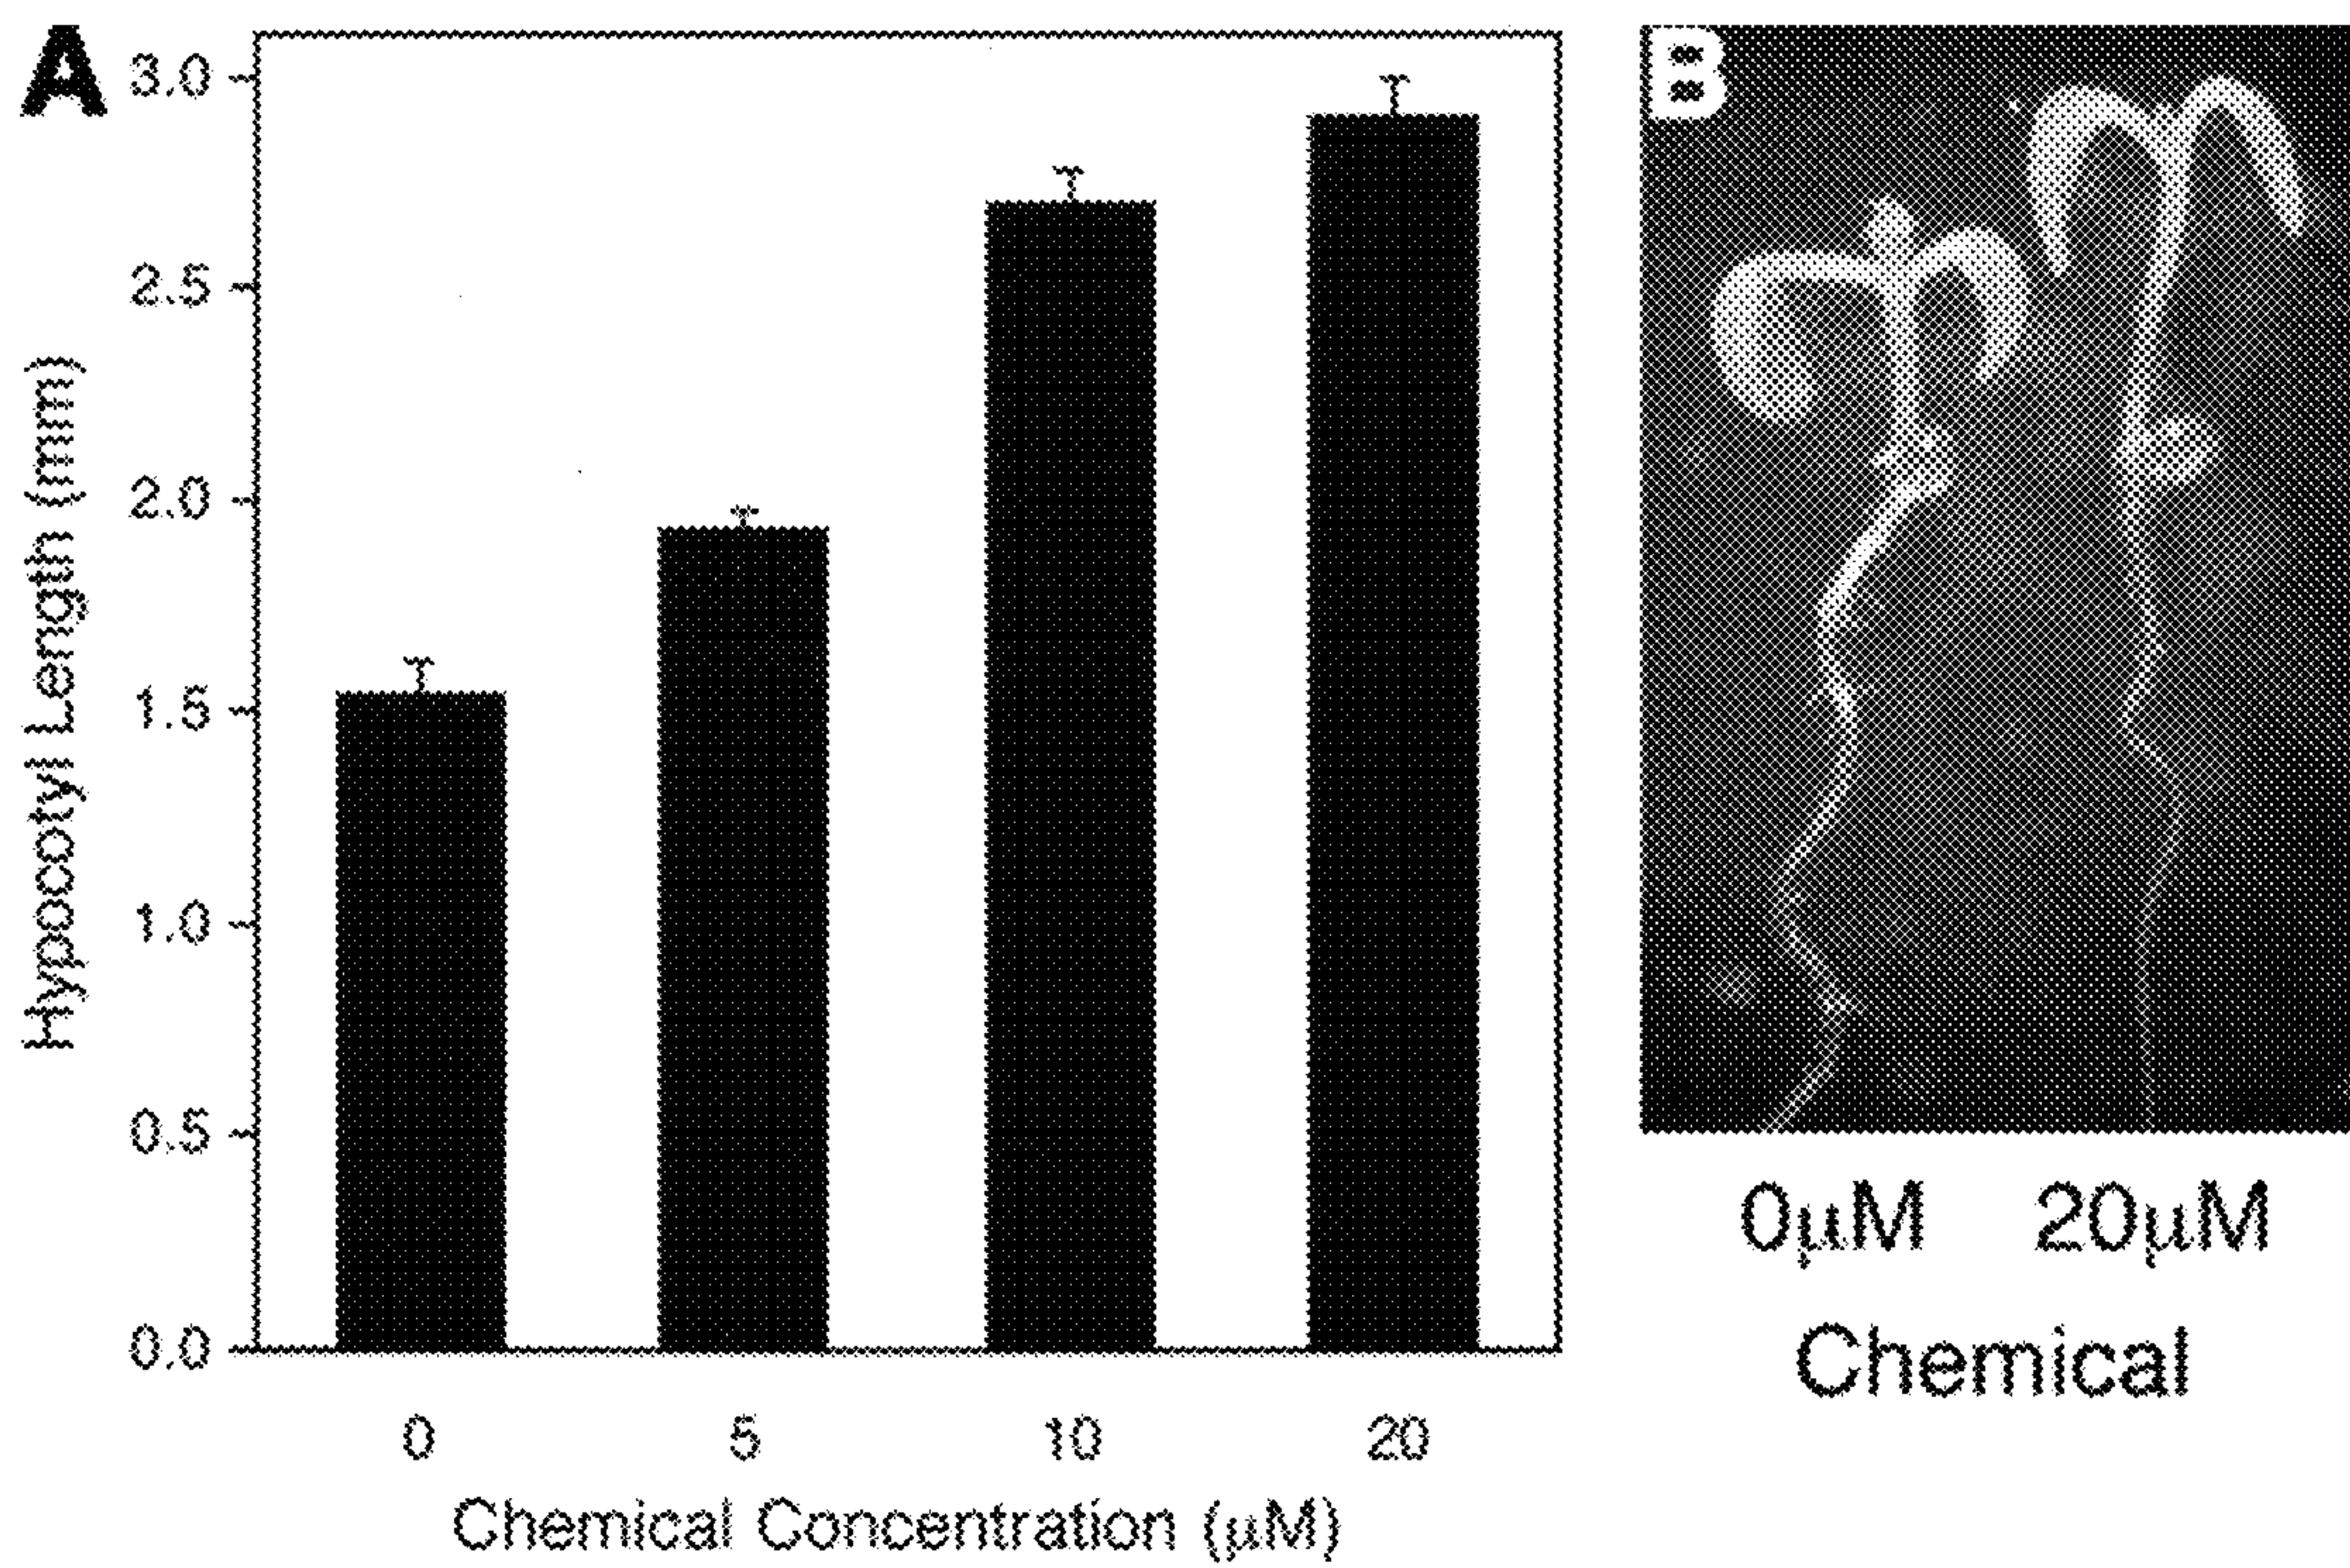 A
3.0
2.5
2.0
1.5
1.0
0.5
0.0
Hypocotyl Length (mm)
0 5 10 20
Chemical Concentration (μM)
B
0μM 20μM
Chemical